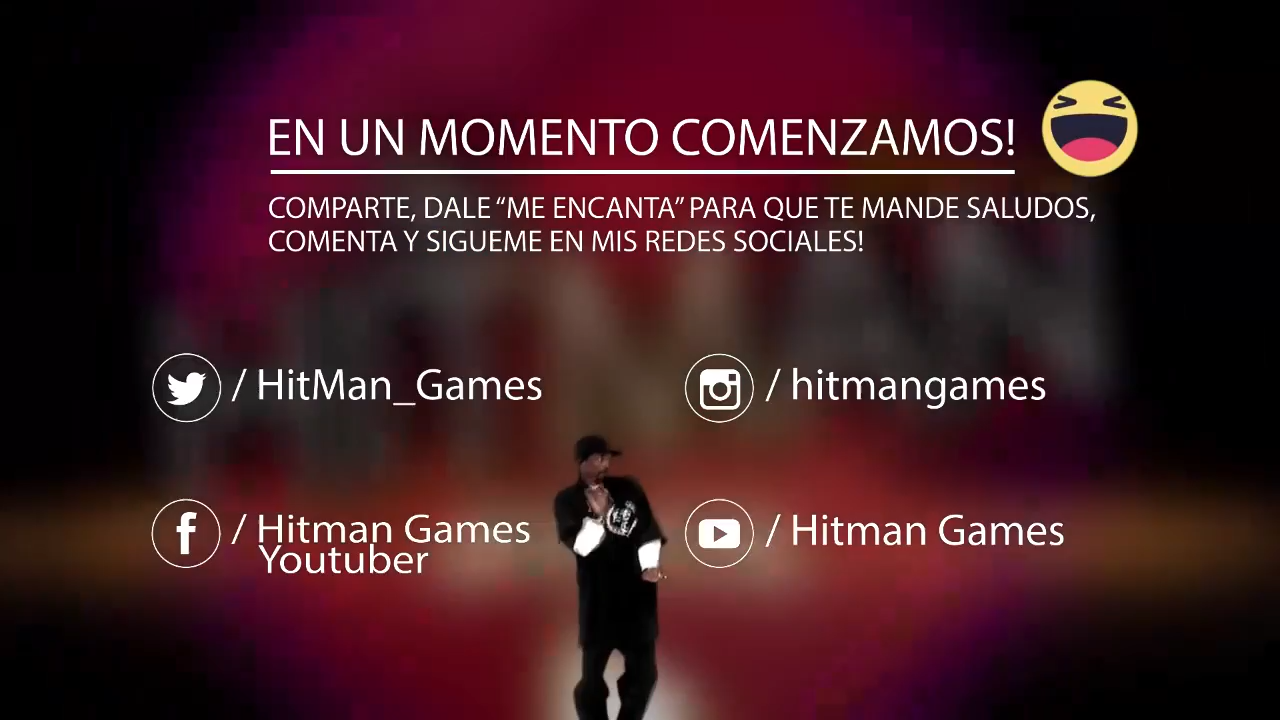 EN UN MOMENTO COMENZAMOS!
COMPARTE, DALE “ME ENCANTA” PARA QUE TE MANDE SALUDOS,
COMENTA Y SIGUEME EN MIS REDES SOCIALES!
/ HitMan_Games
/ hitmangames
/ Hitman Games
Youtuber
/ Hitman Games